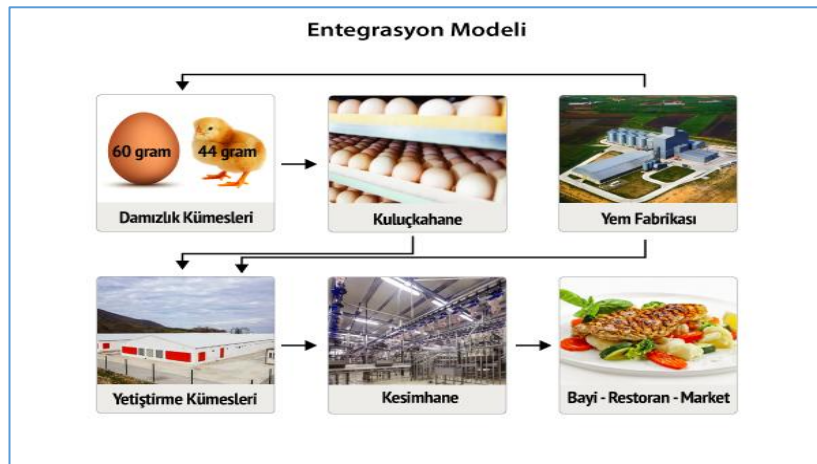 Entegrasyon Modeli
60 gram
44 gram
Damızlık Kümesleri
Kuluçkahane
Yem Fabrikası
Yetiştirme Kümesleri
Kesimhane
Bayi - Restoran - Market